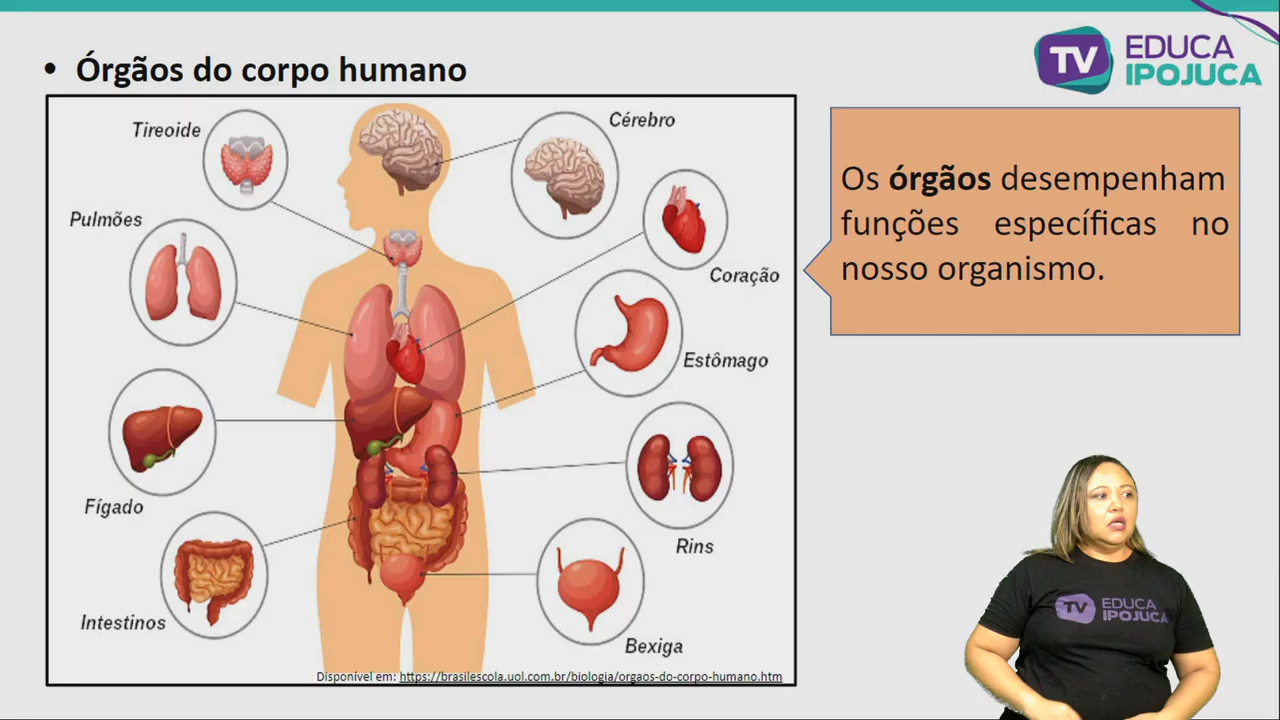 • Órgãos do corpo humano
TV EDUCA
IPOJUCA
Tireoide
Cérebro
Pulmões
Coração
Estômago
Fígado
Rins
Intestinos
Bexiga
Disponível em: https://brasilescola.uol.com.br/biologia/orgaos-do-corpo-humano.htm
Os órgãos desempenham
funções específicas no
nosso organismo.
TV EDUCA
IPOJUCA